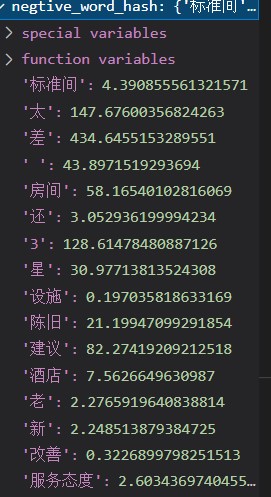 negtive_word_hash: {'标准间'...
special variables
function variables
'标准间': 4.390855561321571
'太': 147.67600356824263
'差': 434.6455153289551
' ': 43.8971519293694
'房间': 58.16540102816069
'还': 3.052936199994234
'3': 128.61478480887126
'星': 30.97713813524308
'设施': 0.197035818633169
'陈旧': 21.19947099291854
'建议': 82.27419209212518
'酒店': 7.5626649630987
'老': 2.2765919640838814
'新': 2.248513879384725
'改善': 0.3226899798251513
'服务态度': 2.6034369740455…